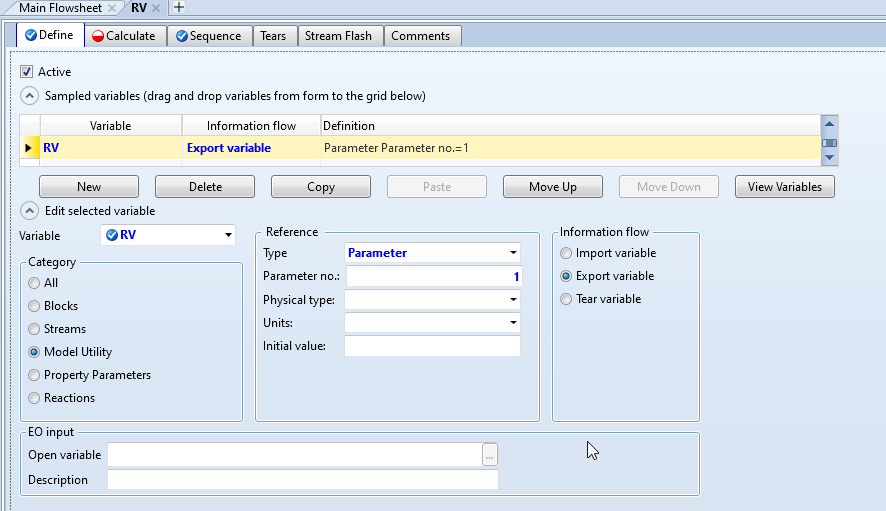 Main Flowsheet RV
Define Calculate Sequence Tears Stream Flash Comments
Active
Sampled variables (drag and drop variables from form to the grid below)
Variable Information flow Definition
RV Export variable Parameter Parameter no.=1
New Delete Copy Paste Move Up Move Down View Variables
Edit selected variable
Variable RV
Category
All
Blocks
Streams
Model Utility
Property Parameters
Reactions
Reference
Type Parameter
Parameter no.: 1
Physical type:
Units:
Initial value:
Information flow
Import variable
Export variable
Tear variable
EO input
Open variable ...
Description